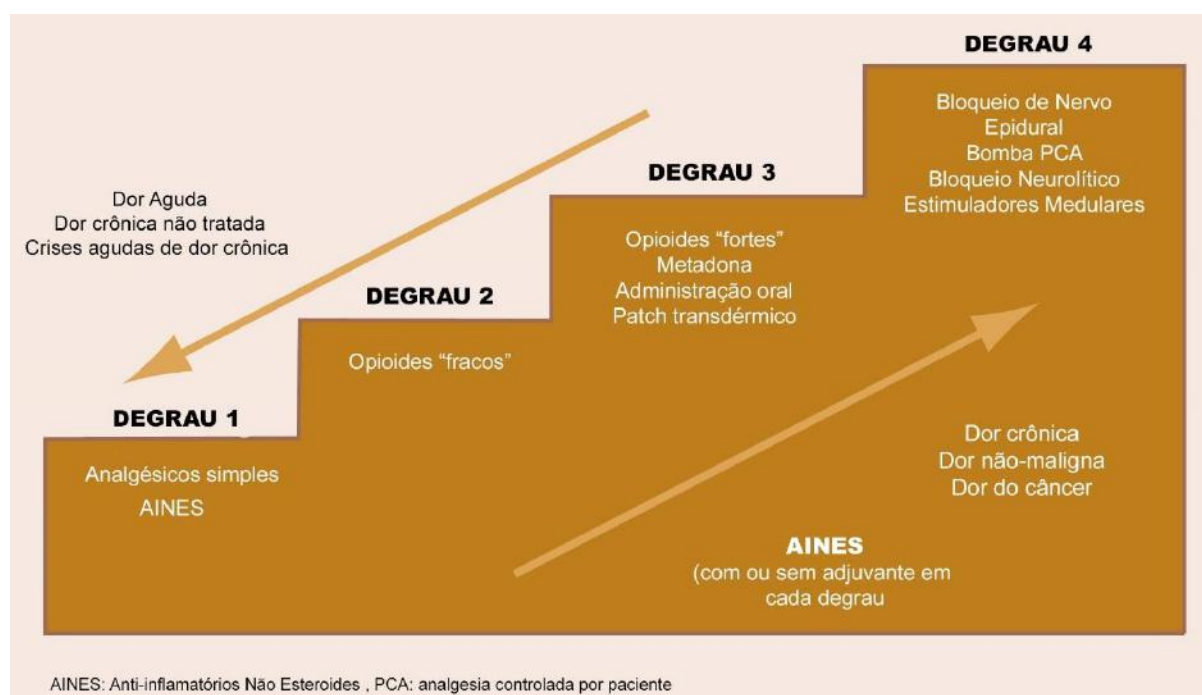 DEGRAU 4
Bloqueio de Nervo
Epidural
Bomba PCA
Bloqueio Neurolítico
Estimuladores Medulares
DEGRAU 3
Opioides “fortes”
Metadona
Administração oral
Patch transdérmico
Dor Aguda
Dor crônica não tratada
Crises agudas de dor crônica
DEGRAU 2
Opioides “fracos”
DEGRAU 1
Analgésicos simples
AINES
Dor crônica
Dor não-maligna
Dor do câncer
AINES
(com ou sem adjuvante em
cada degrau
AINES: Anti-inflamatórios Não Esteroides , PCA: analgesia controlada por paciente